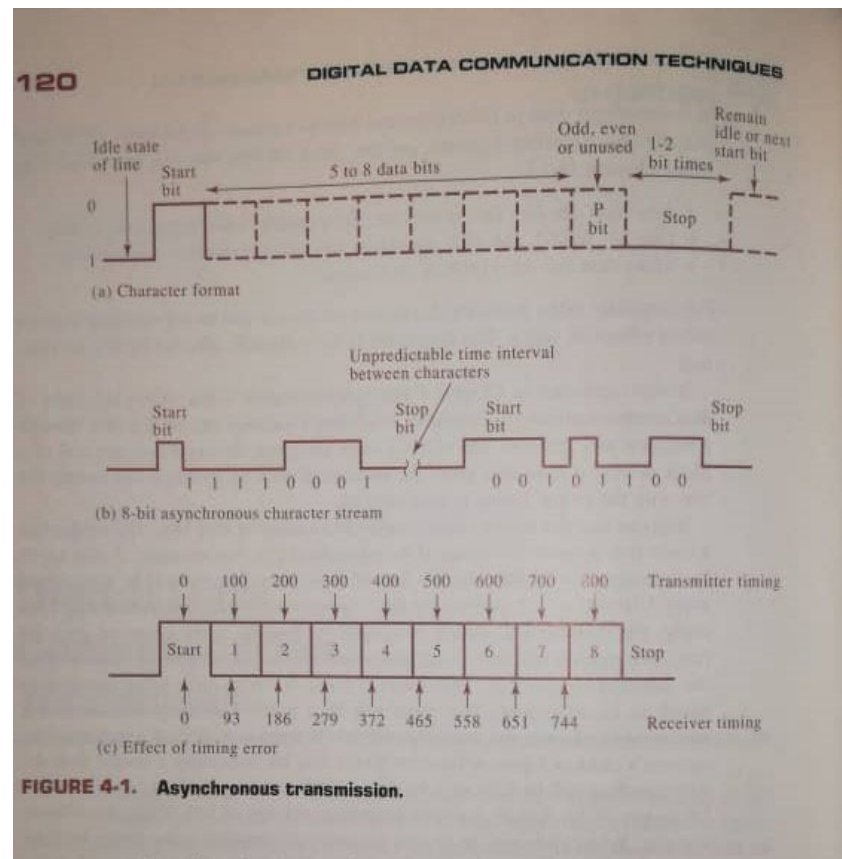 120
DIGITAL DATA COMMUNICATION TECHNIQUES
Idle state
of line
Start
bit
5 to 8 data bits
Odd, even
or unused
1-2
bit times
Remain
idle or next
start bit
0
1
P
bit
Stop
(a) Character format
Unpredictable time interval
between characters
Start
bit
Stop
bit
Start
bit
Stop
bit
1 1 1 1 0 0 0 1 0 0 1 0 1 1 0 0
(b) 8-bit asynchronous character stream
0 100 200 300 400 500 600 700 800 Transmitter timing
Start 1 2 3 4 5 6 7 8 Stop
0 93 186 279 372 465 558 651 744 Receiver timing
(c) Effect of timing error
FIGURE 4-1. Asynchronous transmission.